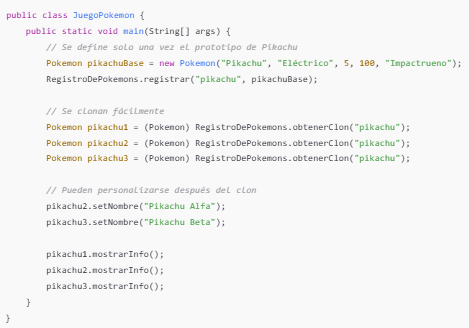 public class JuegoPokemon {
    public static void main(String[] args) {
        // Se define solo una vez el prototipo de Pikachu
        Pokemon pikachuBase = new Pokemon("Pikachu", "Eléctrico", 5, 100, "Impactrueno");
        RegistroDePokemons.registrar("pikachu", pikachuBase);

        // Se clonan fácilmente
        Pokemon pikachu1 = (Pokemon) RegistroDePokemons.obtenerClon("pikachu");
        Pokemon pikachu2 = (Pokemon) RegistroDePokemons.obtenerClon("pikachu");
        Pokemon pikachu3 = (Pokemon) RegistroDePokemons.obtenerClon("pikachu");

        // Pueden personalizarse después del clon
        pikachu2.setNombre("Pikachu Alfa");
        pikachu3.setNombre("Pikachu Beta");

        pikachu1.mostrarInfo();
        pikachu2.mostrarInfo();
        pikachu3.mostrarInfo();
    }
}